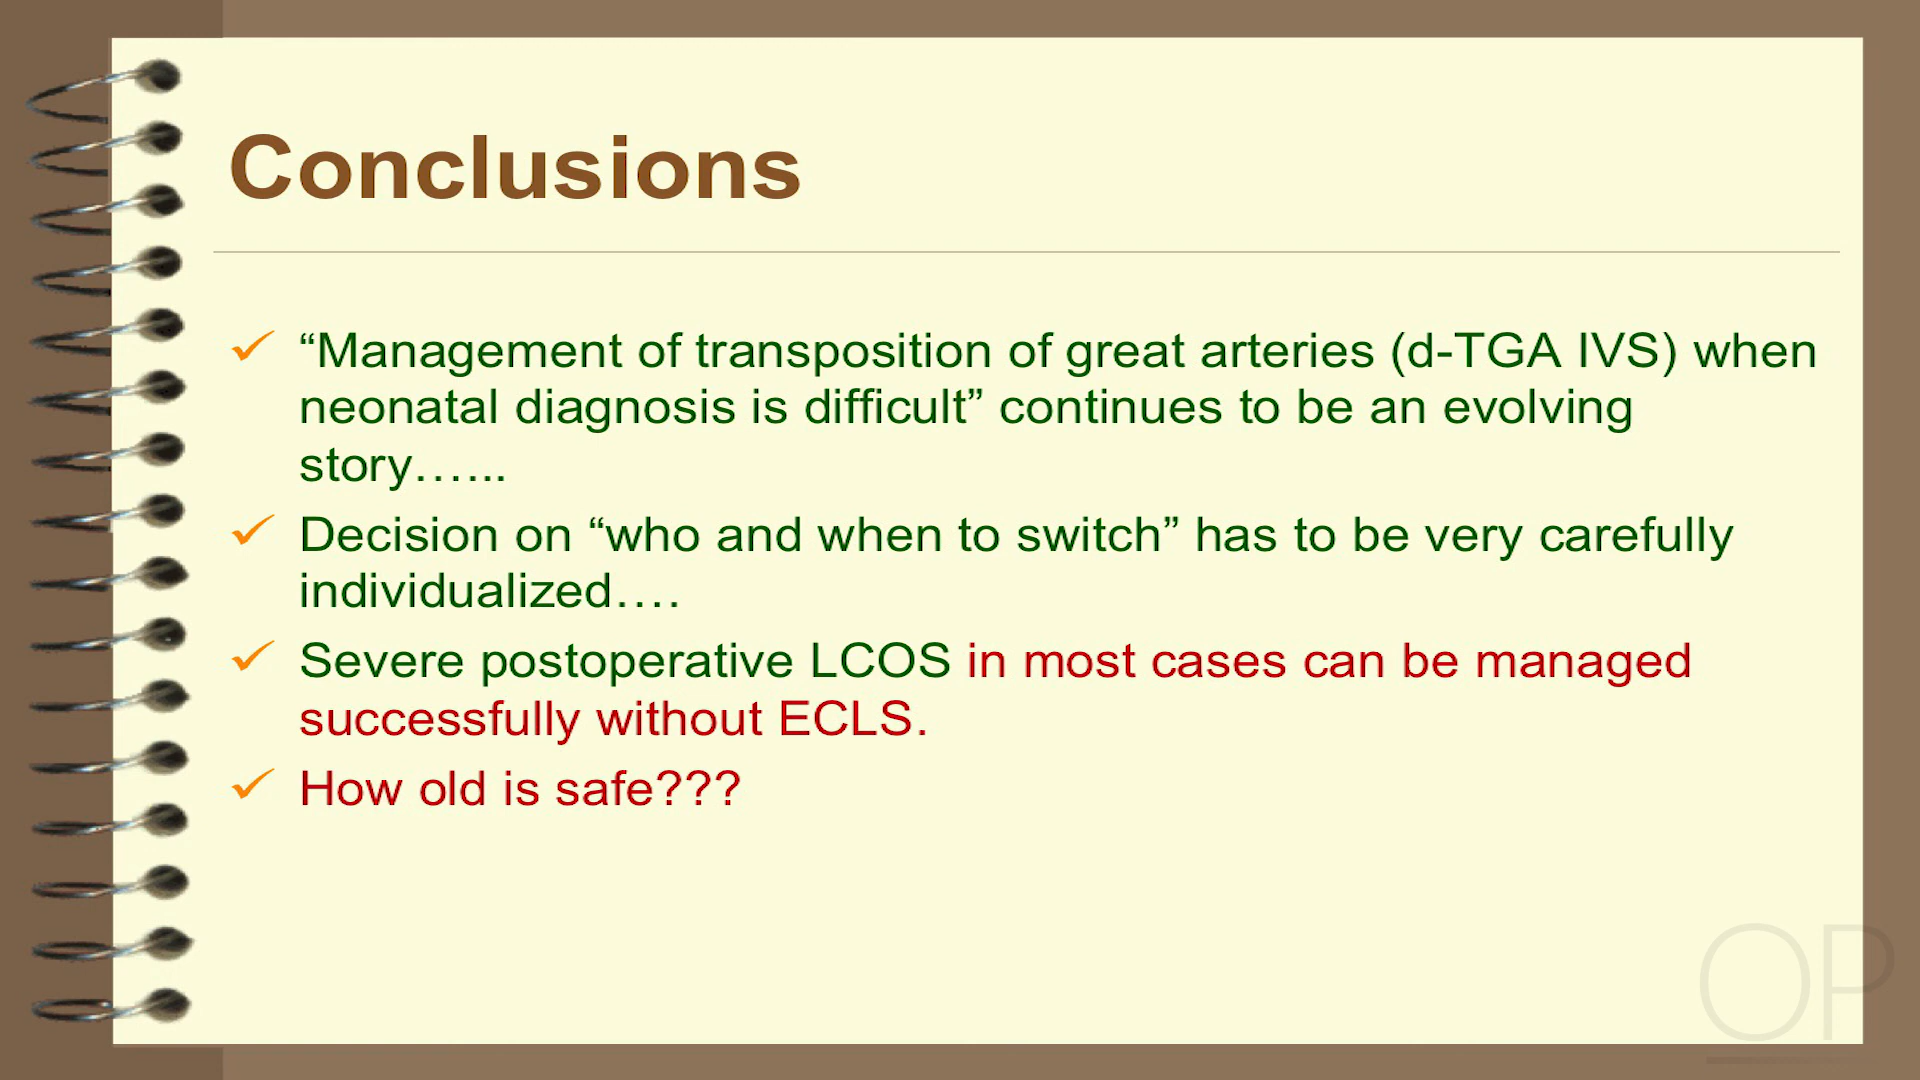 Conclusions
“Management of transposition of great arteries (d-TGA IVS) when
neonatal diagnosis is difficult” continues to be an evolving
story…...
Decision on “who and when to switch” has to be very carefully
individualized….
Severe postoperative LCOS in most cases can be managed
successfully without ECLS.
How old is safe???
OP